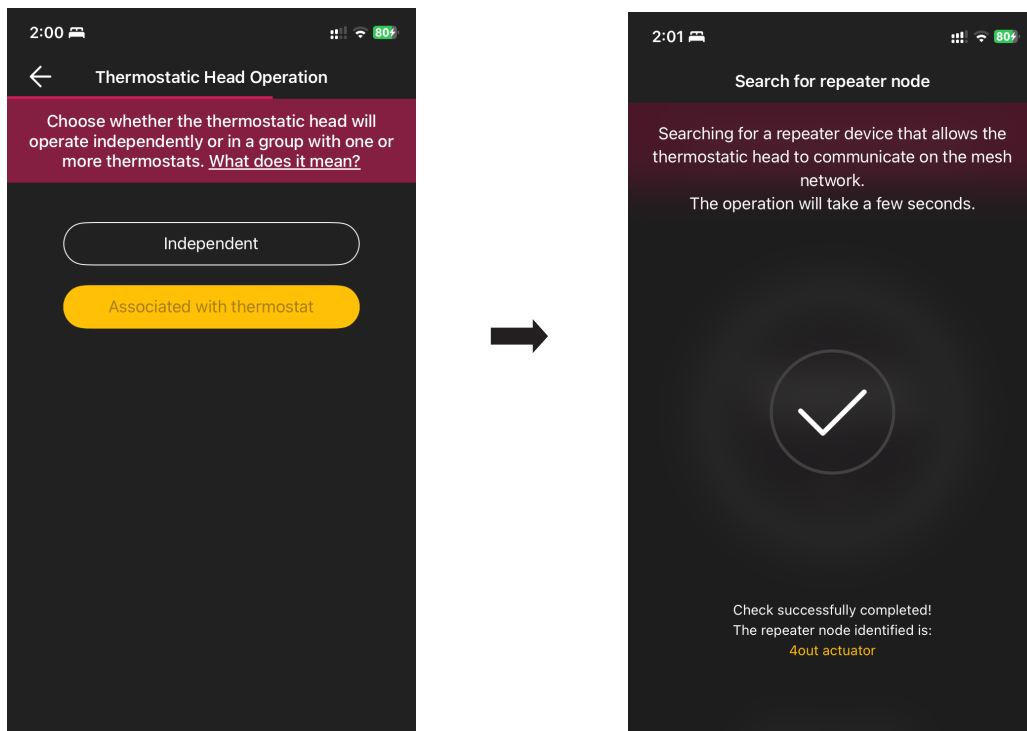 2:00
80
Thermostatic Head Operation
Choose whether the thermostatic head will
operate independently or in a group with one or
more thermostats. What does it mean?
Independent
Associated with thermostat
2:01
80
Search for repeater node
Searching for a repeater device that allows the
thermostatic head to communicate on the mesh
network.
The operation will take a few seconds.
Check successfully completed!
The repeater node identified is:
4out actuator